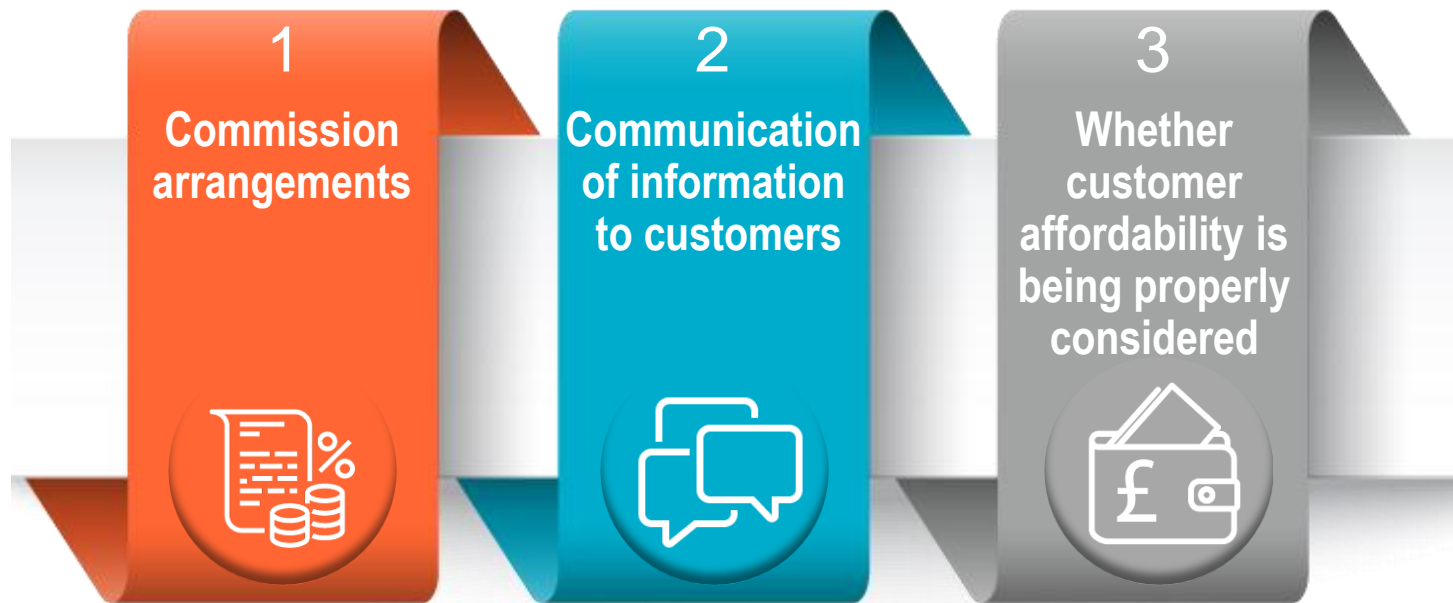 1
Commission
arrangements
2
Communication
of information
to customers
3
Whether
customer
affordability is
being properly
considered
%
£